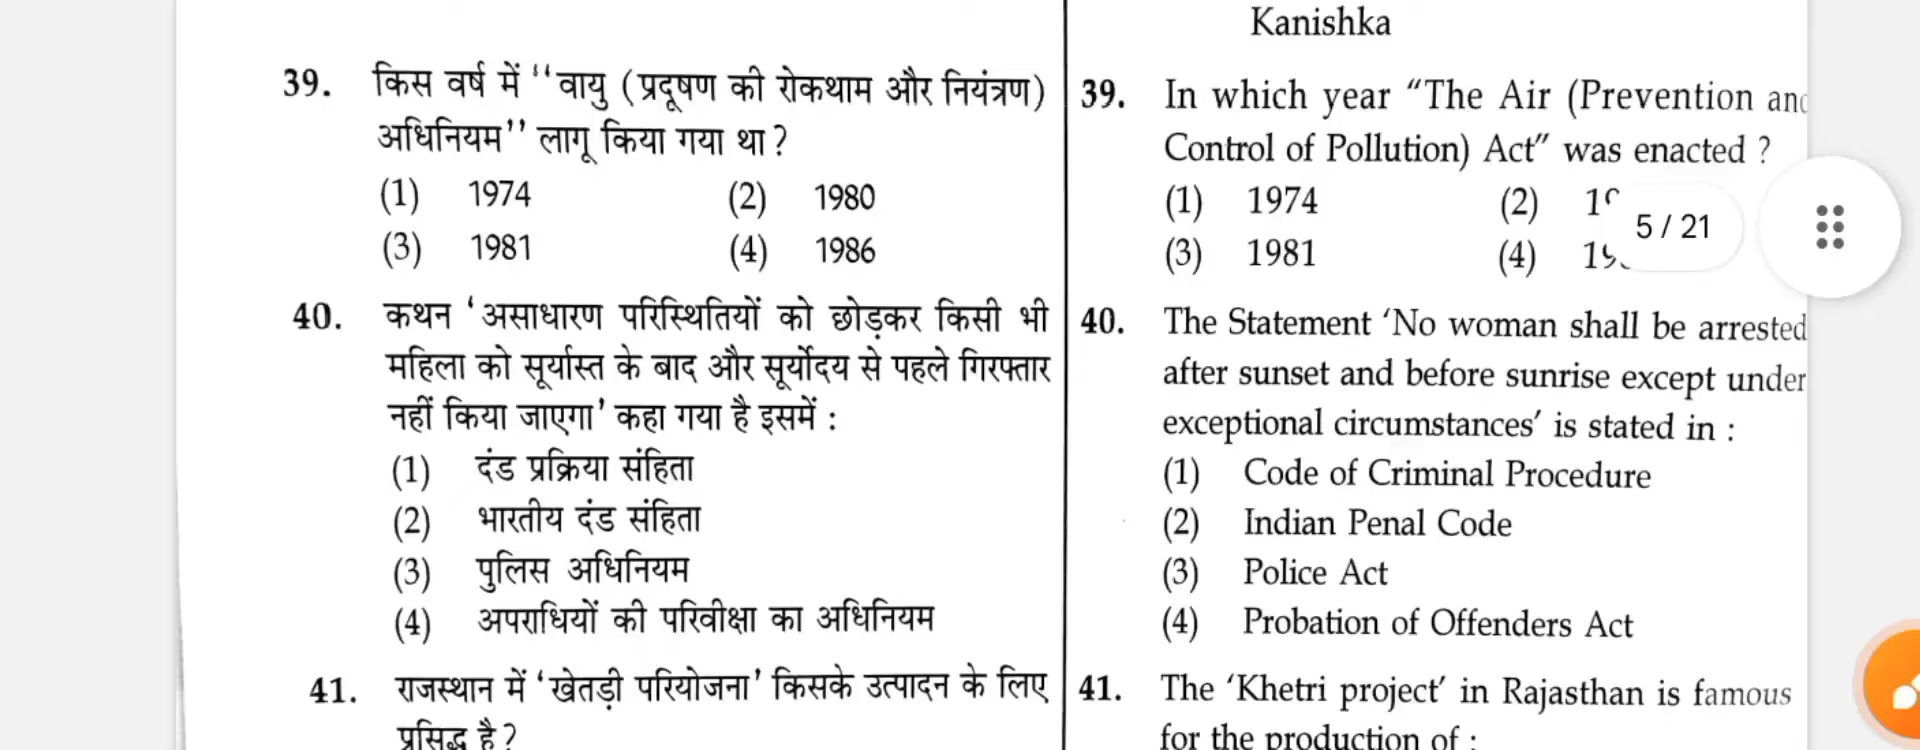 Kanishka
39. किस वर्ष में ‘‘वायु (प्रदूषण की रोकथाम और नियंत्रण)
अधिनियम’’ लागू किया गया था ?
(1) 1974 (2) 1980
(3) 1981 (4) 1986
40. कथन ‘असाधारण परिस्थितियों को छोड़कर किसी भी
महिला को सूर्यास्त के बाद और सूर्योदय से पहले गिरफ्तार
नहीं किया जाएगा’ कहा गया है इसमें :
(1) दंड प्रक्रिया संहिता
(2) भारतीय दंड संहिता
(3) पुलिस अधिनियम
(4) अपराधियों की परिवीक्षा का अधिनियम
41. राजस्थान में ‘खेतड़ी परियोजना’ किसके उत्पादन के लिए
प्रसिद्ध है ?
39. In which year “The Air (Prevention and
Control of Pollution) Act” was enacted ?
(1) 1974 (2)
(3) 1981 (4)
5 / 21
40. The Statement ‘No woman shall be arrested
after sunset and before sunrise except under
exceptional circumstances’ is stated in :
(1) Code of Criminal Procedure
(2) Indian Penal Code
(3) Police Act
(4) Probation of Offenders Act
41. The ‘Khetri project’ in Rajasthan is famous
for the production of :